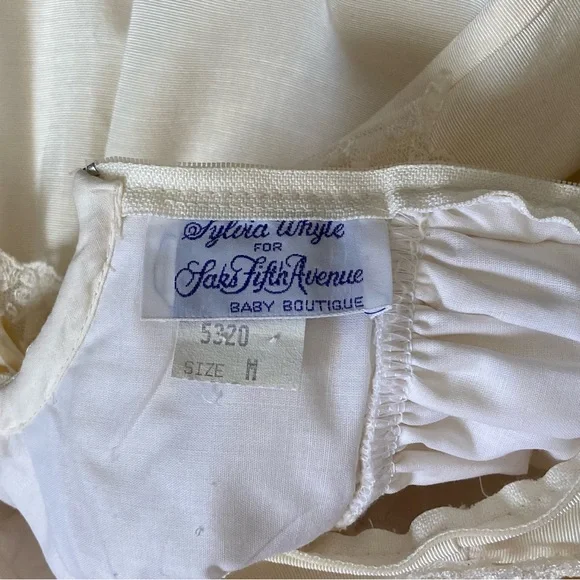 Sylvia Whyte
FOR
Saks Fifth Avenue
BABY BOUTIQUE
5320
SIZE M